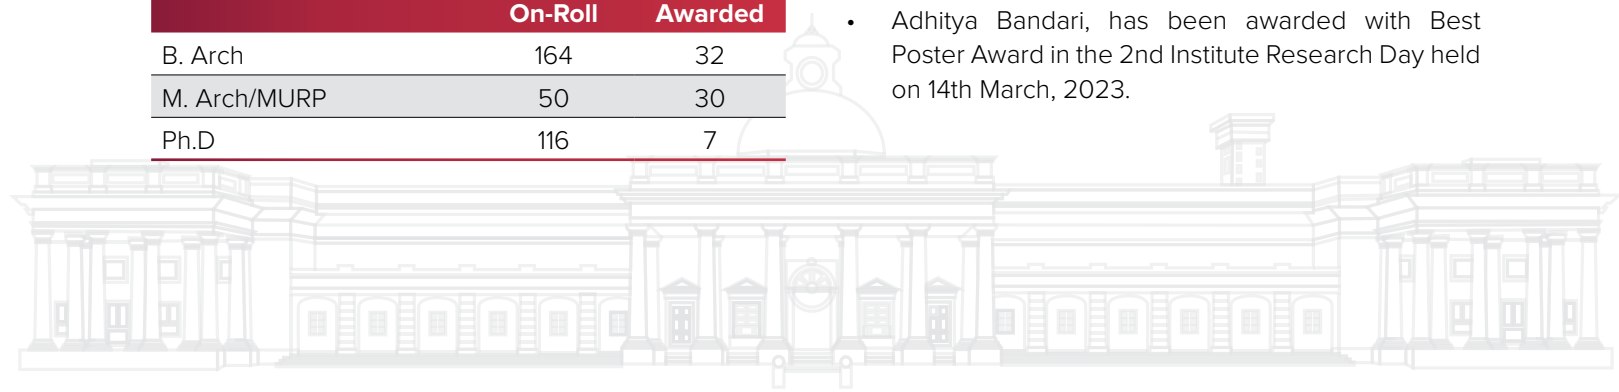 On-Roll Awarded
B. Arch 164 32
M. Arch/MURP 50 30
Ph.D 116 7
• Adhitya Bandari, has been awarded with Best
Poster Award in the 2nd Institute Research Day held
on 14th March, 2023.